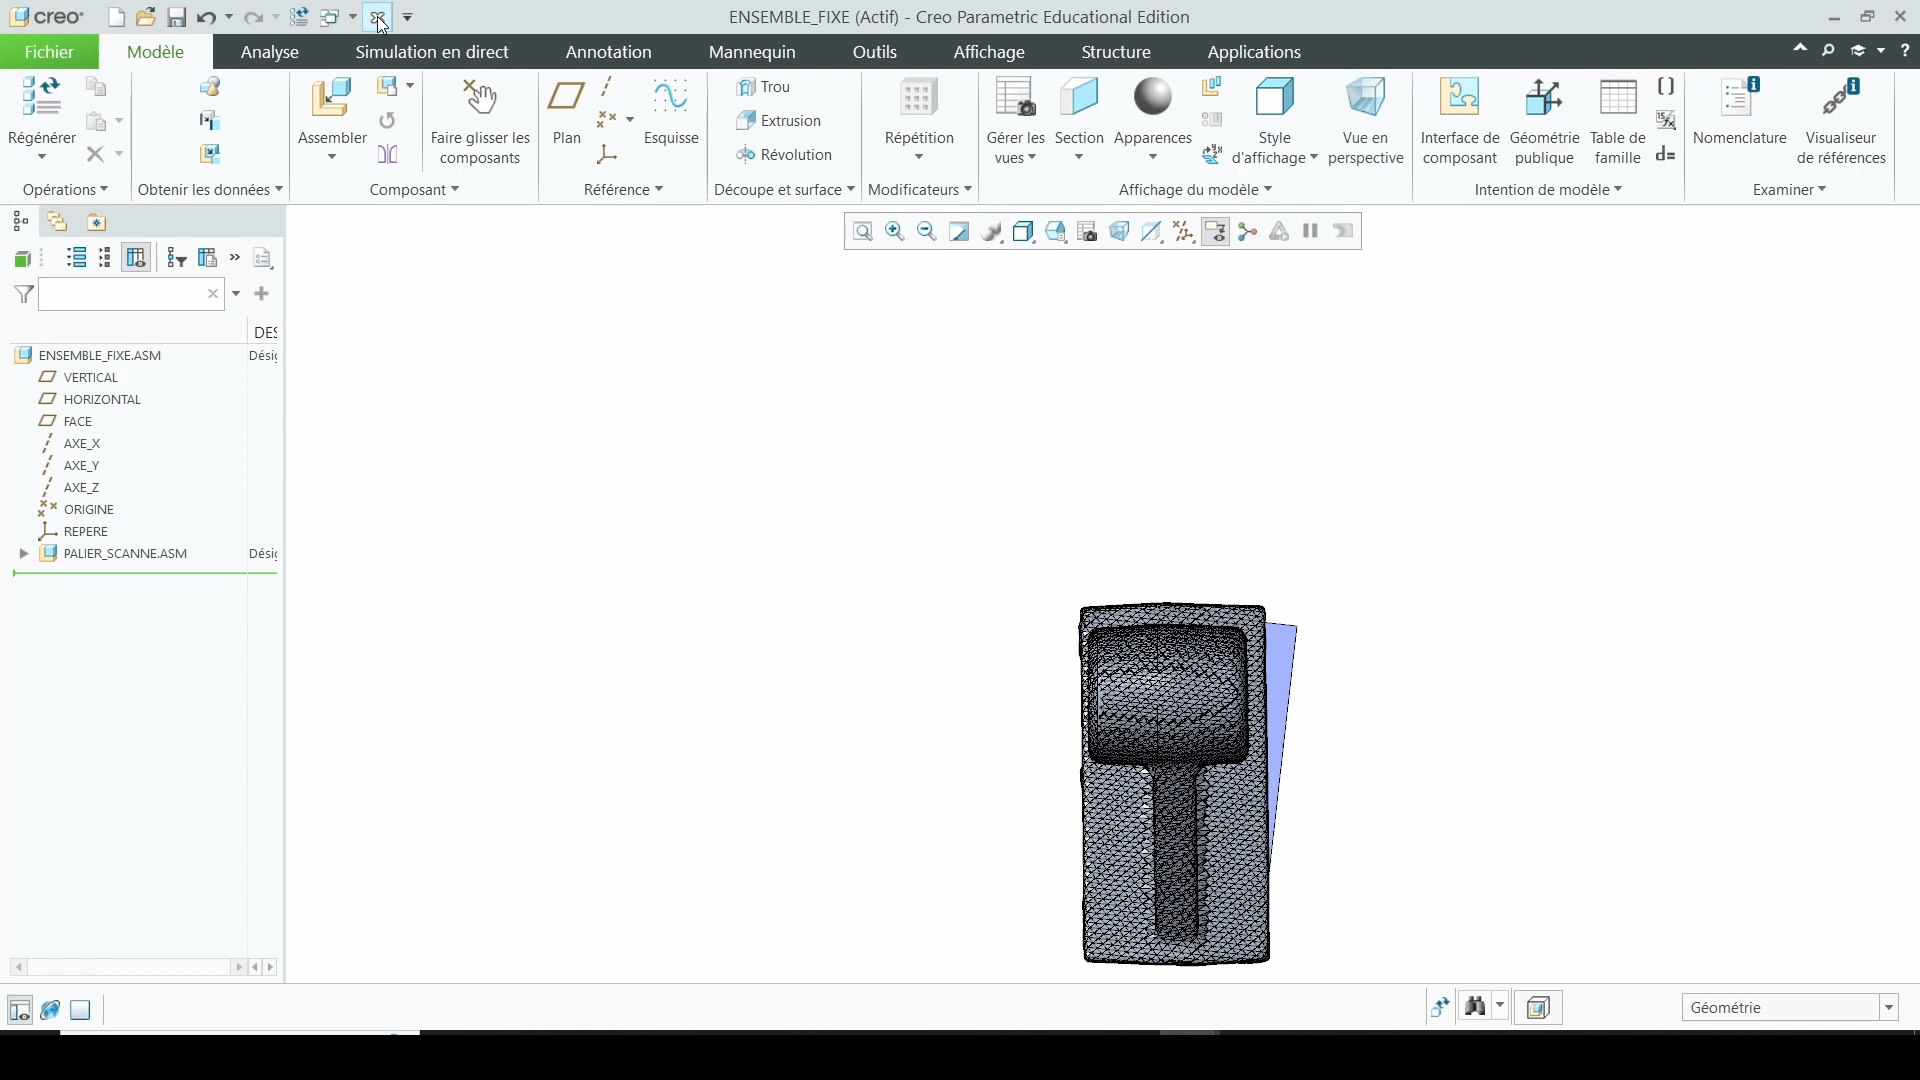 creo
ENSEMBLE_FIXE (Actif) - Creo Parametric Educational Edition
Fichier
Modèle
Analyse
Simulation en direct
Annotation
Mannequin
Outils
Affichage
Structure
Applications
Régénérer
Assembler
Faire glisser les
composants
Plan
Esquisse
Trou
Extrusion
Révolution
Répétition
Gérer les
vues
Section
Apparences
Style
d'affichage
Vue en
perspective
Interface de
composant
Géométrie
publique
Table de
famille
Nomenclature
Visualiseur
de références
Opérations
Obtenir les données
Composant
Référence
Découpe et surface
Modificateurs
Affichage du modèle
Intention de modèle
Examiner
DES
ENSEMBLE_FIXE.ASM
Désig
VERTICAL
HORIZONTAL
FACE
AXE_X
AXE_Y
AXE_Z
ORIGINE
REPERE
PALIER_SCANNE.ASM
Désig
Géométrie